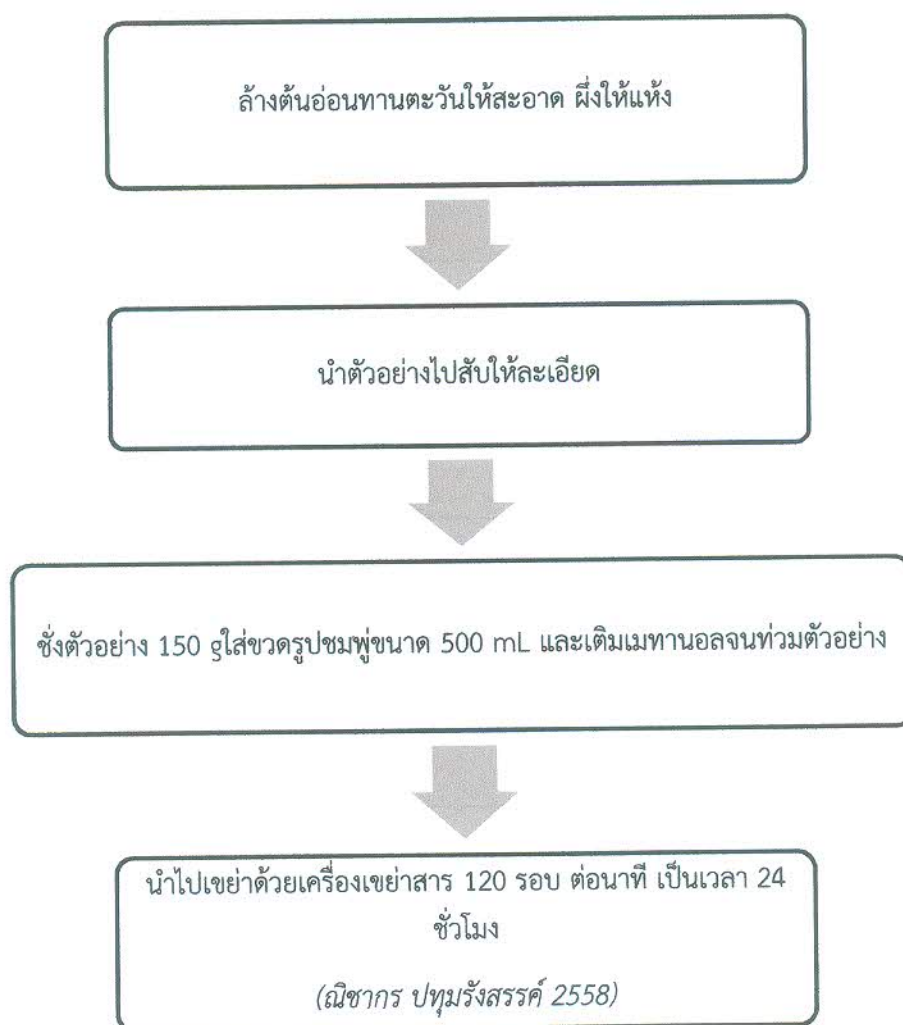 ล้างต้นอ่อนทานตะวันให้สะอาด ผึ่งให้แห้ง
นำตัวอย่างไปสับให้ละเอียด
ชั่งตัวอย่าง 150 gใส่ขวดรูปชมพู่ขนาด 500 mL และเติมเมทานอลจนท่วมตัวอย่าง
นำไปเขย่าด้วยเครื่องเขย่าสาร 120 รอบ ต่อนาที เป็นเวลา 24
ชั่วโมง
(ณิชากร ปทุมรังสรรค์ 2558)